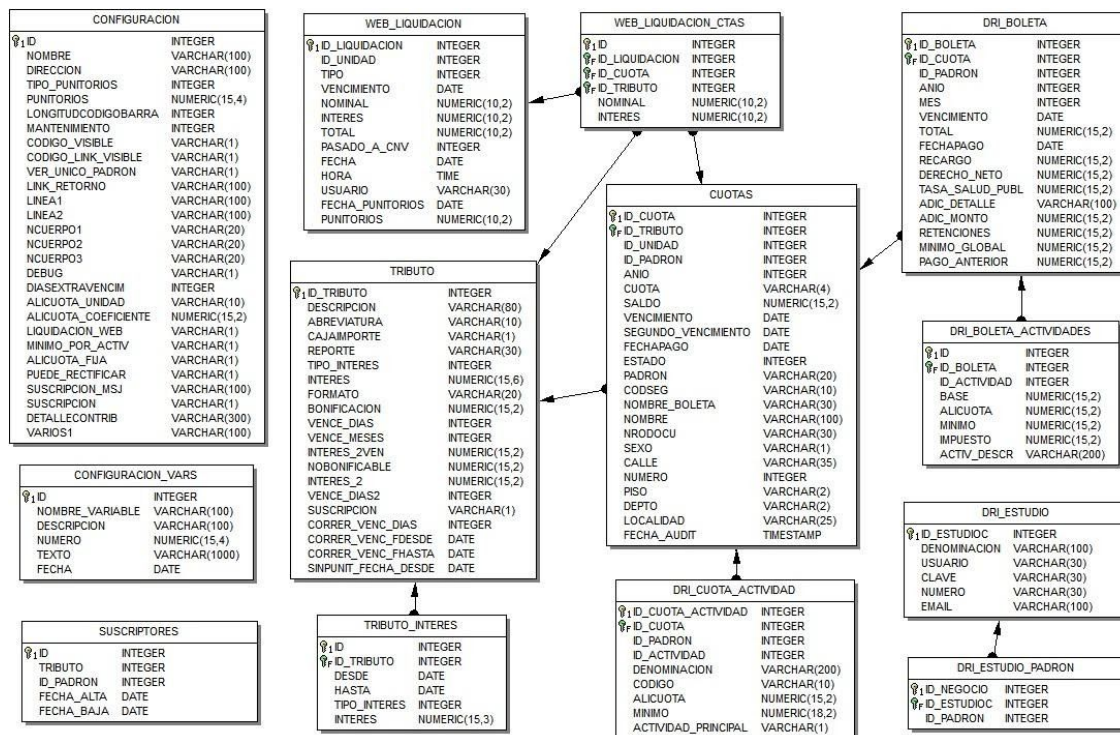 CONFIGURACION
1 ID INTEGER
NOMBRE VARCHAR(100)
DIRECCION VARCHAR(100)
TIPO_PUNITORIOS INTEGER
PUNITORIOS NUMERIC(15,4)
LONGITUDCODIGOBARRA INTEGER
MANTENIMIENTO INTEGER
CODIGO_VISIBLE VARCHAR(1)
CODIGO_LINK_VISIBLE VARCHAR(1)
VER_UNICO_PADRON VARCHAR(1)
LINK_RETORNO VARCHAR(100)
LINEA1 VARCHAR(100)
LINEA2 VARCHAR(100)
NCUERPO1 VARCHAR(20)
NCUERPO2 VARCHAR(20)
NCUERPO3 VARCHAR(20)
DEBUG VARCHAR(1)
DIASEXTRAVENCIM INTEGER
ALICUOTA_UNIDAD VARCHAR(10)
ALICUOTA_COEFICIENTE NUMERIC(15,2)
LIQUIDACION_WEB VARCHAR(1)
MINIMO_POR_ACTIV VARCHAR(1)
ALICUOTA_FIJA VARCHAR(1)
PUEDE_RECTIFICAR VARCHAR(1)
SUSCRIPCION_MSJ VARCHAR(100)
SUSCRIPCION VARCHAR(1)
DETALLECONTRIB VARCHAR(300)
VARIOS1 VARCHAR(100)
CONFIGURACION_VARS
1 ID INTEGER
NOMBRE_VARIABLE VARCHAR(100)
DESCRIPCION VARCHAR(100)
NUMERO NUMERIC(15,4)
TEXTO VARCHAR(1000)
FECHA DATE
SUSCRIPTORES
1 ID INTEGER
TRIBUTO INTEGER
ID_PADRON INTEGER
FECHA_ALTA DATE
FECHA_BAJA DATE
WEB_LIQUIDACION
1 ID_LIQUIDACION INTEGER
ID_UNIDAD INTEGER
TIPO INTEGER
VENCIMIENTO DATE
NOMINAL NUMERIC(10,2)
INTERES NUMERIC(10,2)
TOTAL NUMERIC(10,2)
PASADO_A_CNV INTEGER
FECHA DATE
HORA TIME
USUARIO VARCHAR(30)
FECHA_PUNITORIOS DATE
PUNITORIOS NUMERIC(10,2)
TRIBUTO
1 ID_TRIBUTO INTEGER
DESCRIPCION VARCHAR(80)
ABREVIATURA VARCHAR(10)
CAJAIMPORTE VARCHAR(1)
REPORTE VARCHAR(30)
TIPO_INTERES INTEGER
INTERES NUMERIC(15,6)
FORMATO VARCHAR(20)
BONIFICACION NUMERIC(15,2)
VENCE_DIAS INTEGER
VENCE_MESES INTEGER
INTERES_2VEN NUMERIC(15,2)
NOBONIFICABLE NUMERIC(15,2)
INTERES_2 NUMERIC(15,2)
VENCE_DIAS2 INTEGER
SUSCRIPCION VARCHAR(1)
CORRER_VENC_DIAS INTEGER
CORRER_VENC_FDESDE DATE
CORRER_VENC_FHASTA DATE
SINPUNIT_FECHA_DESDE DATE
TRIBUTO_INTERES
1 ID INTEGER
F ID_TRIBUTO INTEGER
DESDE DATE
HASTA DATE
TIPO_INTERES INTEGER
INTERES NUMERIC(15,3)
WEB_LIQUIDACION_CTAS
1 ID INTEGER
F ID_LIQUIDACION INTEGER
F ID_CUOTA INTEGER
F ID_TRIBUTO INTEGER
NOMINAL NUMERIC(10,2)
INTERES NUMERIC(10,2)
CUOTAS
1 ID_CUOTA INTEGER
F ID_TRIBUTO INTEGER
ID_UNIDAD INTEGER
ID_PADRON INTEGER
ANIO INTEGER
CUOTA VARCHAR(4)
SALDO NUMERIC(15,2)
VENCIMIENTO DATE
SEGUNDO_VENCIMIENTO DATE
FECHAPAGO DATE
ESTADO INTEGER
PADRON VARCHAR(20)
CODSEG VARCHAR(10)
NOMBRE_BOLETA VARCHAR(30)
NOMBRE VARCHAR(100)
NRODOCU VARCHAR(30)
SEXO VARCHAR(1)
CALLE VARCHAR(35)
NUMERO INTEGER
PISO VARCHAR(2)
DEPTO VARCHAR(2)
LOCALIDAD VARCHAR(25)
FECHA_AUDIT TIMESTAMP
DRI_CUOTA_ACTIVIDAD
1 ID_CUOTA_ACTIVIDAD INTEGER
F ID_CUOTA INTEGER
ID_PADRON INTEGER
ID_ACTIVIDAD INTEGER
DENOMINACION VARCHAR(200)
CODIGO VARCHAR(10)
ALICUOTA NUMERIC(15,2)
MINIMO NUMERIC(18,2)
ACTIVIDAD_PRINCIPAL VARCHAR(1)
DRI_BOLETA
1 ID_BOLETA INTEGER
F ID_CUOTA INTEGER
ID_PADRON INTEGER
ANIO INTEGER
MES INTEGER
VENCIMIENTO DATE
TOTAL NUMERIC(15,2)
FECHAPAGO DATE
RECARGO NUMERIC(15,2)
DERECHO_NETO NUMERIC(15,2)
TASA_SALUD_PUBL NUMERIC(15,2)
ADIC_DETALLE VARCHAR(100)
ADIC_MONTO NUMERIC(15,2)
RETENCIONES NUMERIC(15,2)
MINIMO_GLOBAL NUMERIC(15,2)
PAGO_ANTERIOR NUMERIC(15,2)
DRI_BOLETA_ACTIVIDADES
1 ID INTEGER
F ID_BOLETA INTEGER
ID_ACTIVIDAD INTEGER
BASE NUMERIC(15,2)
ALICUOTA NUMERIC(15,2)
MINIMO NUMERIC(15,2)
IMPUESTO NUMERIC(15,2)
ACTIV_DESCR VARCHAR(200)
DRI_ESTUDIO
1 ID_ESTUDIOC INTEGER
DENOMINACION VARCHAR(100)
USUARIO VARCHAR(30)
CLAVE VARCHAR(30)
NUMERO VARCHAR(30)
EMAIL VARCHAR(100)
DRI_ESTUDIO_PADRON
1 ID_NEGOCIO INTEGER
F ID_ESTUDIOC INTEGER
ID_PADRON INTEGER